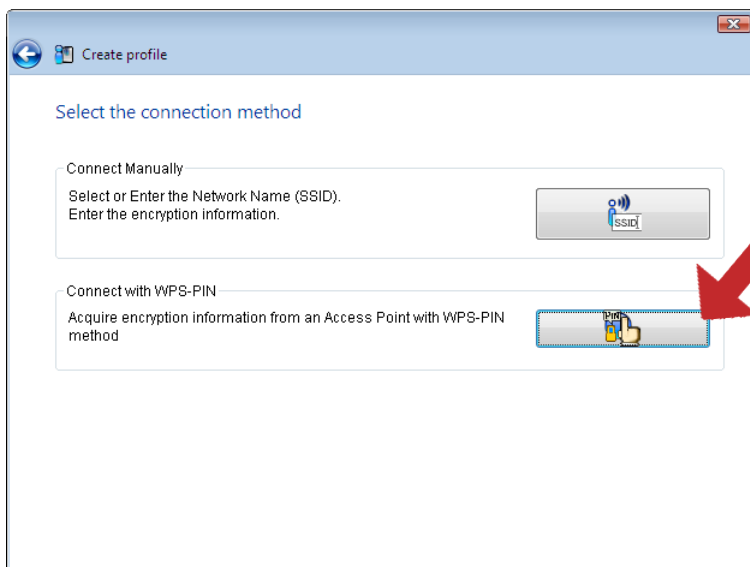 Create profile
Select the connection method
Connect Manually
Select or Enter the Network Name (SSID).
Enter the encryption information.
SSID
Connect with WPS-PIN
Acquire encryption information from an Access Point with WPS-PIN
method
PIN